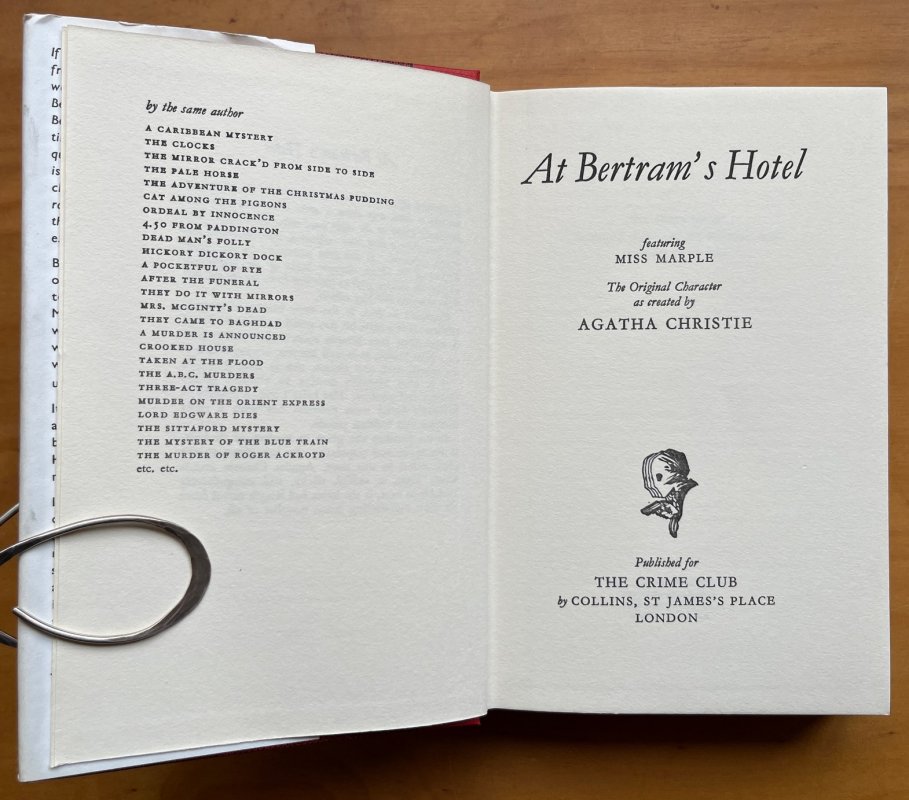 by the same author
A CARIBBEAN MYSTERY
THE CLOCKS
THE MIRROR CRACK'D FROM SIDE TO SIDE
THE PALE HORSE
THE ADVENTURE OF THE CHRISTMAS PUDDING
CAT AMONG THE PIGEONS
ORDEAL BY INNOCENCE
4.50 FROM PADDINGTON
DEAD MAN'S FOLLY
HICKORY DICKORY DOCK
A POCKETFUL OF RYE
AFTER THE FUNERAL
THEY DO IT WITH MIRRORS
MRS. MCGINTY'S DEAD
THEY CAME TO BAGHDAD
A MURDER IS ANNOUNCED
CROOKED HOUSE
TAKEN AT THE FLOOD
THE A.B.C. MURDERS
THREE-ACT TRAGEDY
MURDER ON THE ORIENT EXPRESS
LORD EDGWARE DIES
THE SITTAFORD MYSTERY
THE MYSTERY OF THE BLUE TRAIN
THE MURDER OF ROGER ACKROYD
etc. etc.
At Bertram's Hotel
featuring
MISS MARPLE
The Original Character
as created by
AGATHA CHRISTIE
Published for
THE CRIME CLUB
by COLLINS, ST JAMES'S PLACE
LONDON